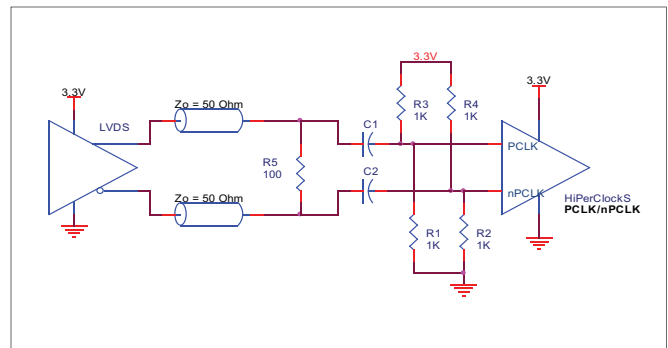 3.3V
3.3V
3.3V
Zo = 50 Ohm
LVDS
R3
1K
R4
1K
C1
PCLK
R5
100
C2
nPCLK
Zo = 50 Ohm
HiPerClockS
PCLK/nPCLK
R1
1K
R2
1K